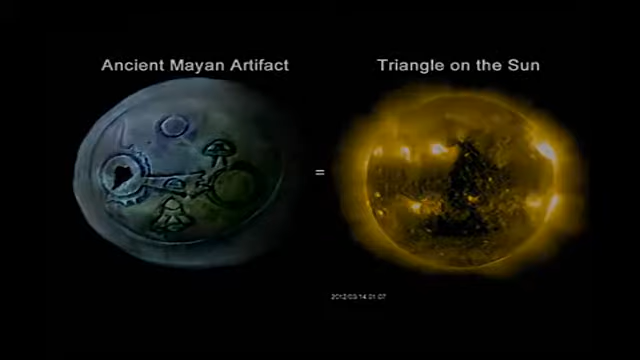 Ancient Mayan Artifact
Triangle on the Sun
=
2012/03/14 01:07